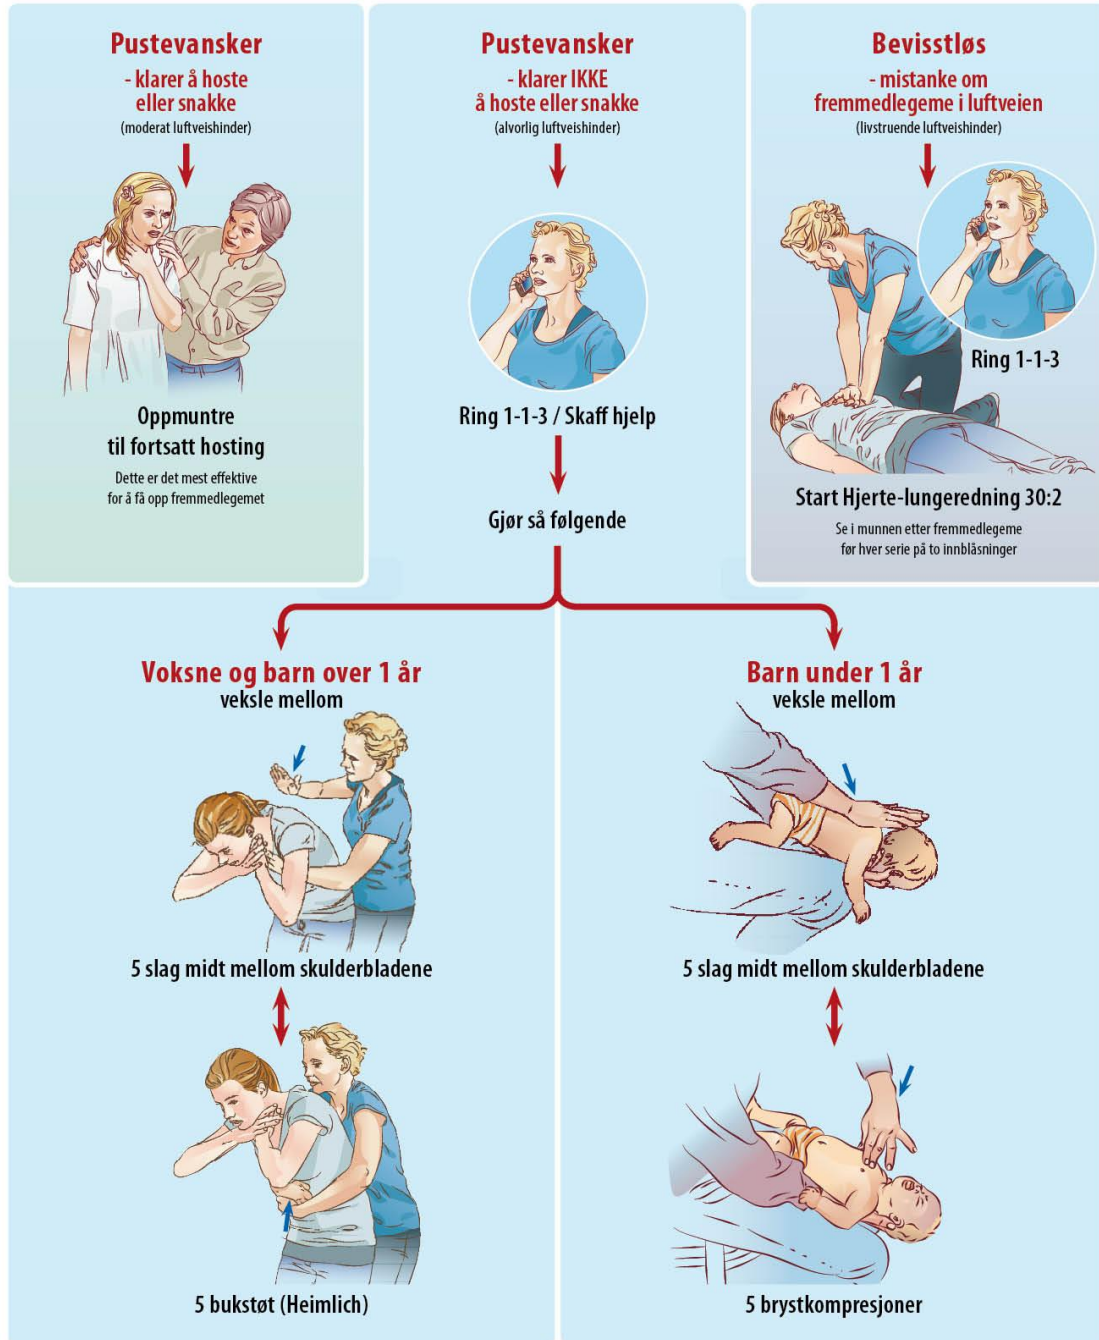 Pustevansker
- klarer å hoste
eller snakke
(moderat luftveishinder)
Oppmuntre
til fortsatt hosting
Dette er det mest effektive
for å få opp fremmedlegemet
Pustevansker
- klarer IKKE
å hoste eller snakke
(alvorlig luftveishinder)
Ring 1-1-3 / Skaff hjelp
Gjør så følgende
Bevisstløs
- mistanke om
fremmedlegeme i luftveien
(livstruende luftveishinder)
Ring 1-1-3
Start Hjerte-lungeredning 30:2
Se i munnen etter fremmedlegeme
før hver serie på to innblåsninger
Voksne og barn over 1 år
veksle mellom
5 slag midt mellom skulderbladene
5 bukstøt (Heimlich)
Barn under 1 år
veksle mellom
5 slag midt mellom skulderbladene
5 brystkompresjoner